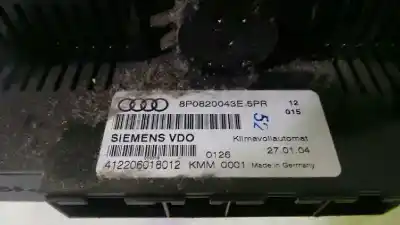 8P0820043E.5PR 12
015
52
SIEMENS VDO Klimavollautomat
0126 27.01.04
412206018012 KMM 0001 Made in Germany